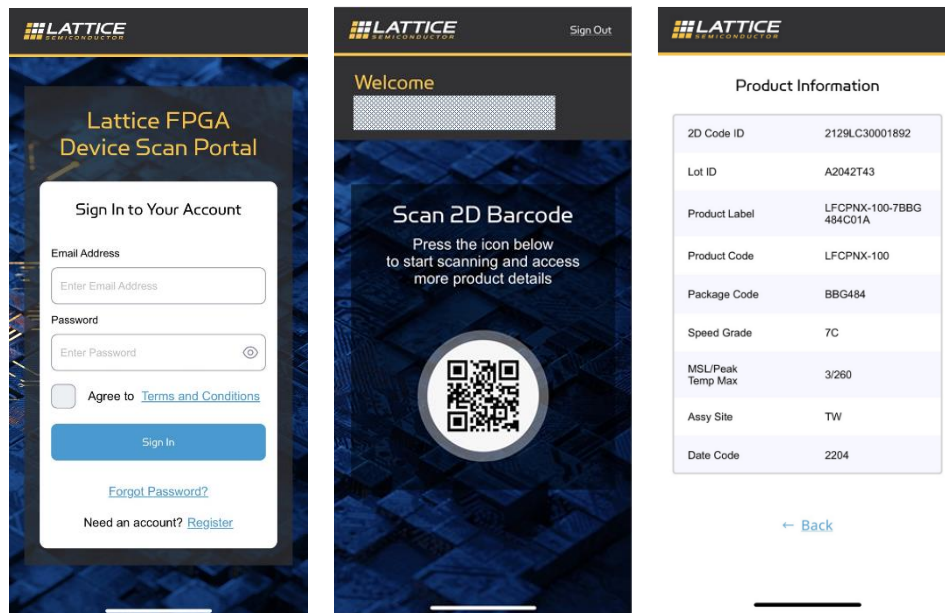 LATTICE
SEMICONDUCTOR
Lattice FPGA
Device Scan Portal
Sign In to Your Account
Email Address
Enter Email Address
Password
Enter Password
Agree to Terms and Conditions
Sign In
Forgot Password?
Need an account? Register
LATTICE
SEMICONDUCTOR
Sign Out
Welcome
Scan 2D Barcode
Press the icon below
to start scanning and access
more product details
LATTICE
SEMICONDUCTOR
Product Information
2D Code ID 2129LC30001892
Lot ID A2042T43
Product Label LFCPNX-100-7BBG
484C01A
Product Code LFCPNX-100
Package Code BBG484
Speed Grade 7C
MSL/Peak
Temp Max 3/260
Assy Site TW
Date Code 2204
← Back